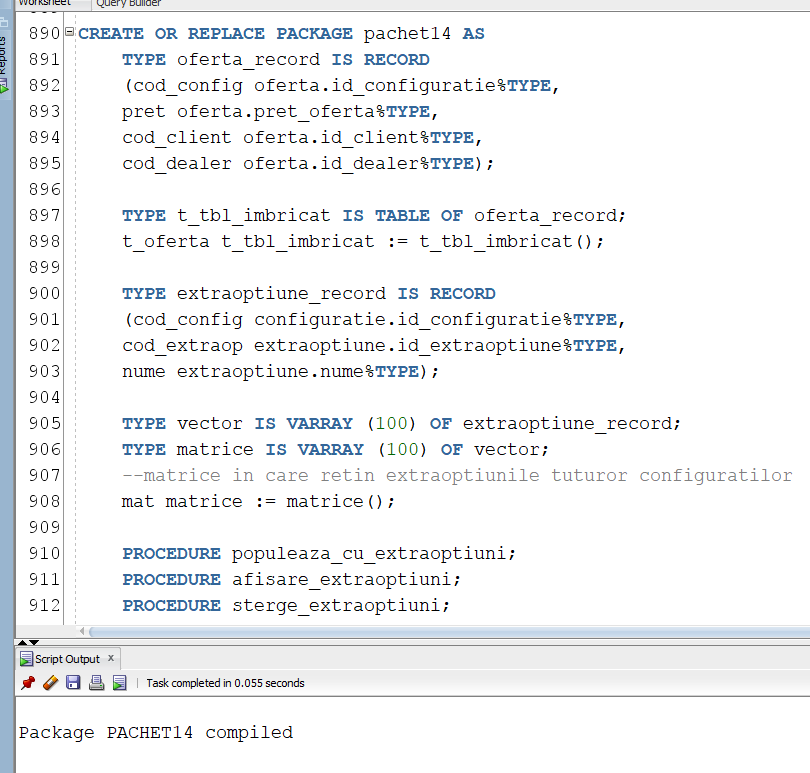 Worksheet Query Builder
Reports
890 CREATE OR REPLACE PACKAGE pachet14 AS
891 TYPE oferta_record IS RECORD
892 (cod_config oferta.id_configuratie%TYPE,
893 pret oferta.pret_oferta%TYPE,
894 cod_client oferta.id_client%TYPE,
895 cod_dealer oferta.id_dealer%TYPE);
896
897 TYPE t_tbl_imbricat IS TABLE OF oferta_record;
898 t_oferta t_tbl_imbricat := t_tbl_imbricat();
899
900 TYPE extraoptiune_record IS RECORD
901 (cod_config configuratie.id_configuratie%TYPE,
902 cod_extraop extraoptiune.id_extraoptiune%TYPE,
903 nume extraoptiune.nume%TYPE);
904
905 TYPE vector IS VARRAY (100) OF extraoptiune_record;
906 TYPE matrice IS VARRAY (100) OF vector;
907 --matrice in care retin extraoptiunile tuturor configuratilor
908 mat matrice := matrice();
909
910 PROCEDURE populeaza_cu_extraoptiuni;
911 PROCEDURE afisare_extraoptiuni;
912 PROCEDURE sterge_extraoptiuni;
Script Output x
Task completed in 0.055 seconds
Package PACHET14 compiled